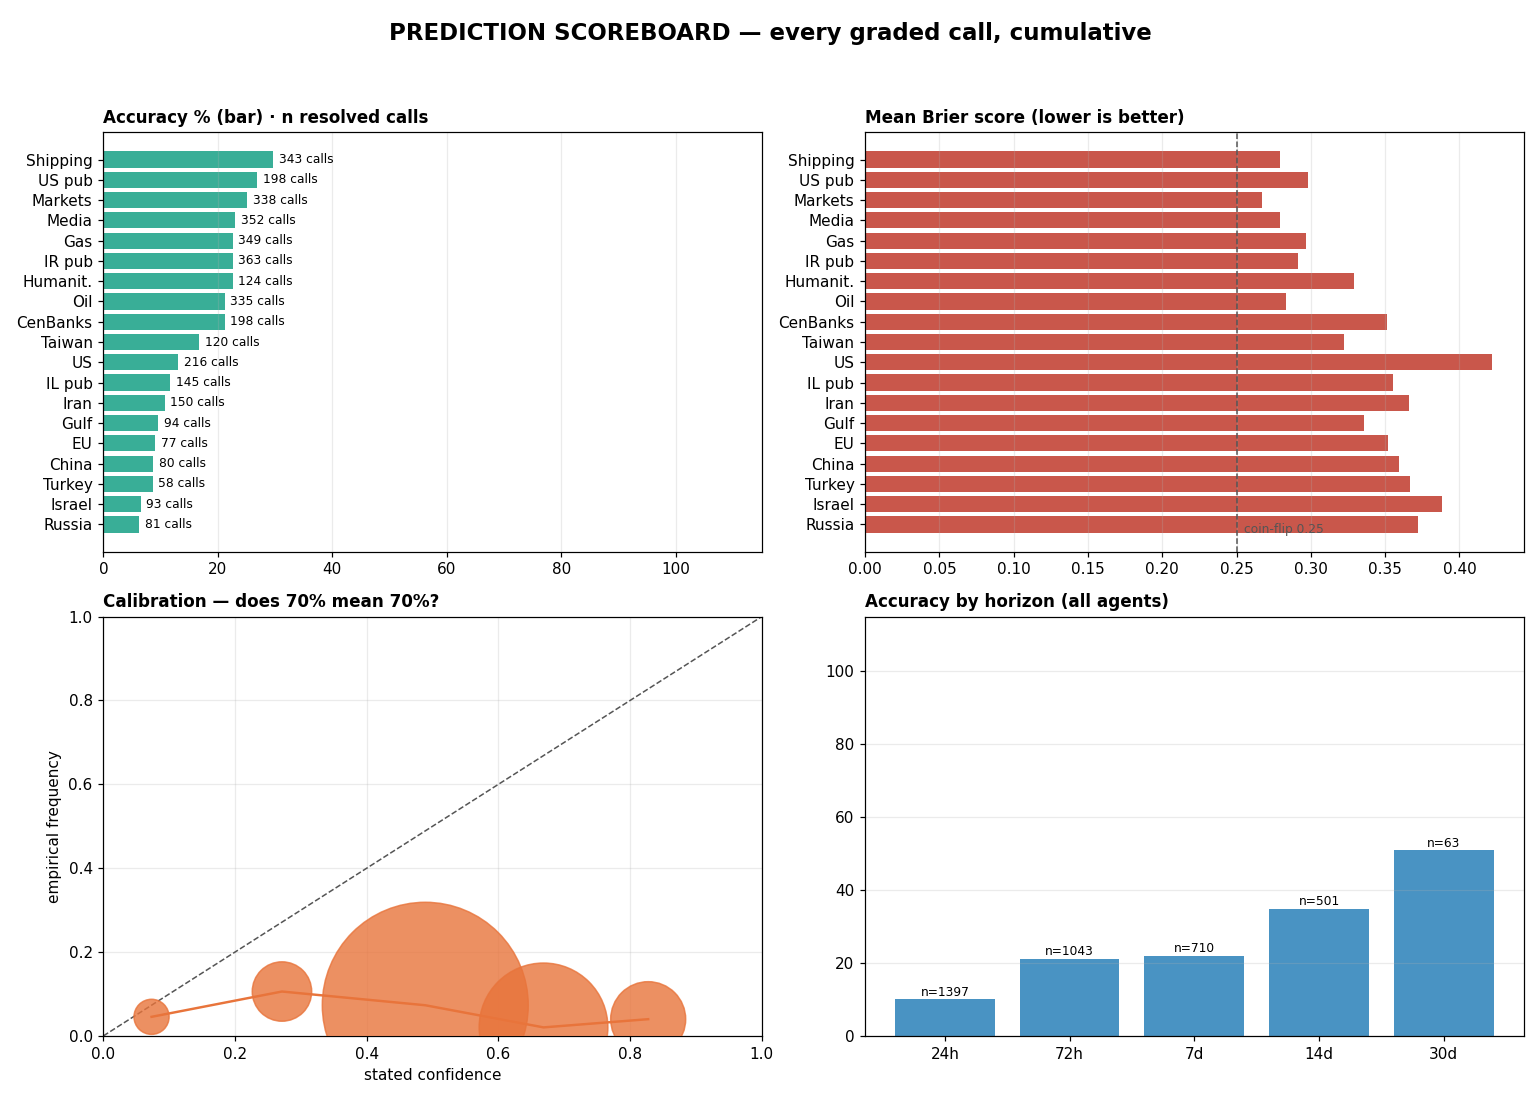 PREDICTION SCOREBOARD — every graded call, cumulative
Accuracy % (bar) · n resolved calls
Shipping 343 calls
US pub 198 calls
Markets 338 calls
Media 352 calls
Gas 349 calls
IR pub 363 calls
Humanit. 124 calls
Oil 335 calls
CenBanks 198 calls
Taiwan 120 calls
US 216 calls
IL pub 145 calls
Iran 150 calls
Gulf 94 calls
EU 77 calls
China 80 calls
Turkey 58 calls
Israel 93 calls
Russia 81 calls
0 20 40 60 80 100
Mean Brier score (lower is better)
Shipping
US pub
Markets
Media
Gas
IR pub
Humanit.
Oil
CenBanks
Taiwan
US
IL pub
Iran
Gulf
EU
China
Turkey
Israel
Russia
coin-flip 0.25
0.00 0.05 0.10 0.15 0.20 0.25 0.30 0.35 0.40
Calibration — does 70% mean 70%?
1.0
0.8
0.6
0.4
0.2
0.0
empirical frequency
0.0 0.2 0.4 0.6 0.8 1.0
stated confidence
Accuracy by horizon (all agents)
100
80
60
40
20
0
n=1397
n=1043
n=710
n=501
n=63
24h 72h 7d 14d 30d